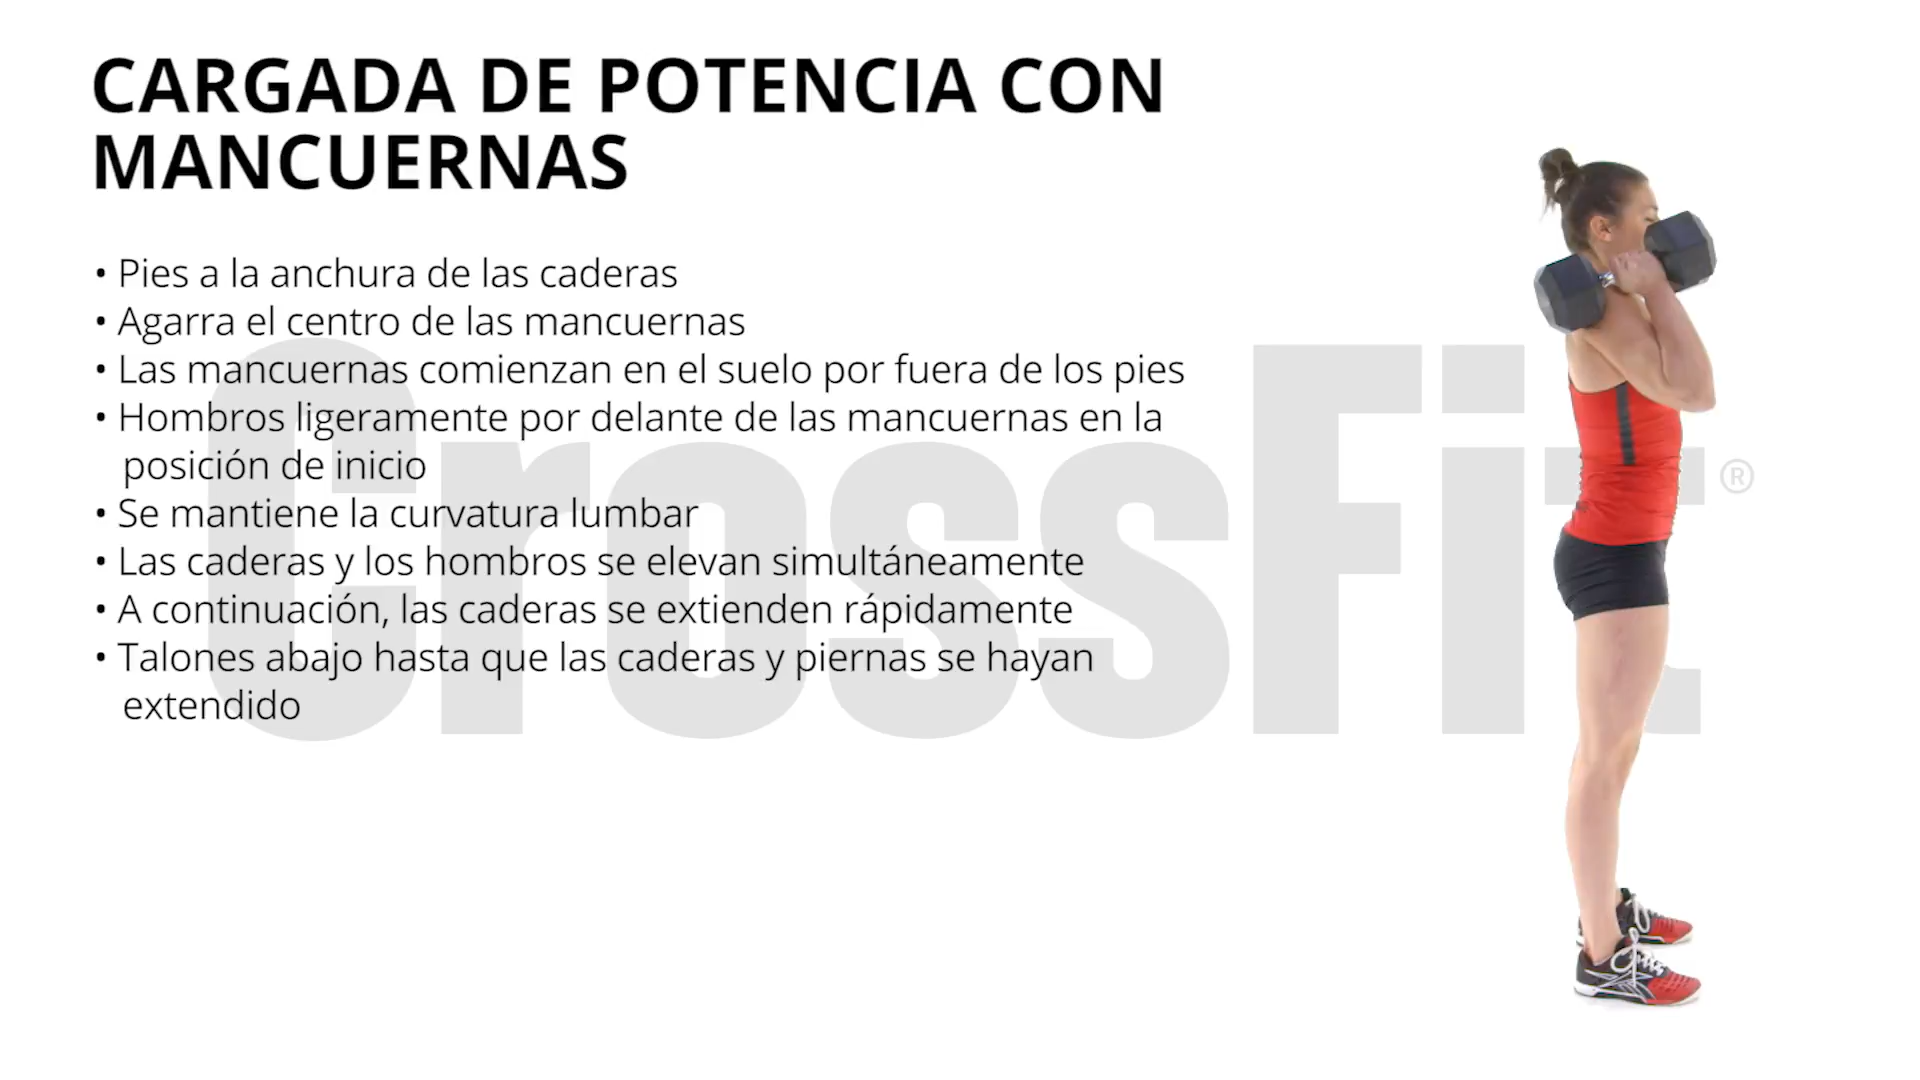 CARGADA DE POTENCIA CON
MANCUERNAS
• Pies a la anchura de las caderas
• Agarra el centro de las mancuernas
• Las mancuernas comienzan en el suelo por fuera de los pies
• Hombros ligeramente por delante de las mancuernas en la
posición de inicio
• Se mantiene la curvatura lumbar
• Las caderas y los hombros se elevan simultáneamente
• A continuación, las caderas se extienden rápidamente
• Talones abajo hasta que las caderas y piernas se hayan
extendido
CrossFit®